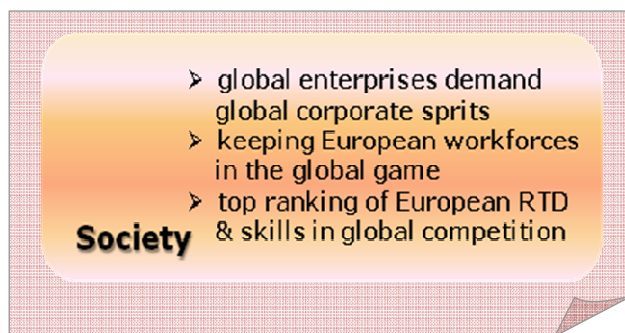 ➢ global enterprises demand
global corporate sprits
➢ keeping European workforces
in the global game
➢ top ranking of European RTD
& skills in global competition
Society